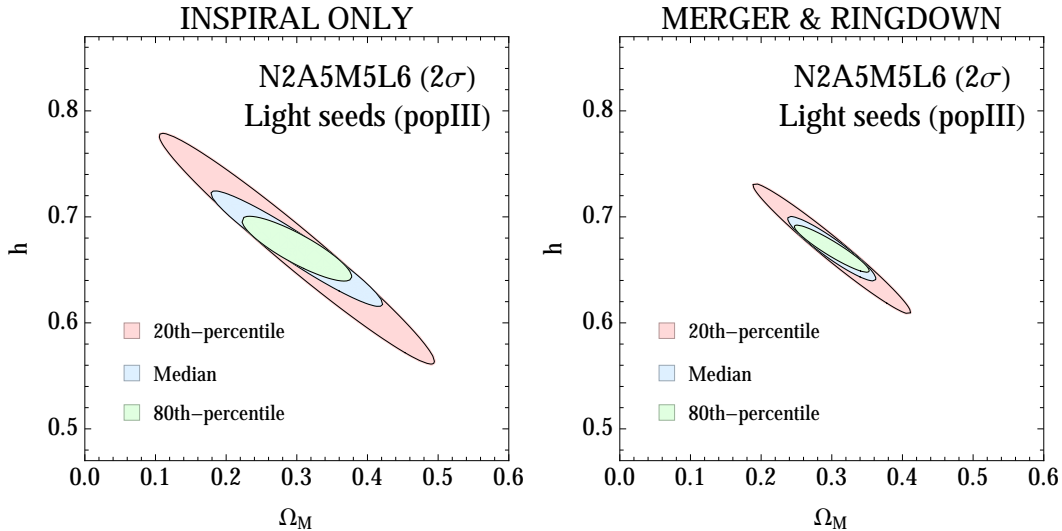 INSPIRAL ONLY
N2A5M5L6 (2σ)
Light seeds (popIII)
0.8
0.7
0.6
0.5
h
20th−percentile
Median
80th−percentile
0.0 0.1 0.2 0.3 0.4 0.5 0.6
Ω_M
MERGER & RINGDOWN
N2A5M5L6 (2σ)
Light seeds (popIII)
0.8
0.7
0.6
0.5
h
20th−percentile
Median
80th−percentile
0.0 0.1 0.2 0.3 0.4 0.5 0.6
Ω_M